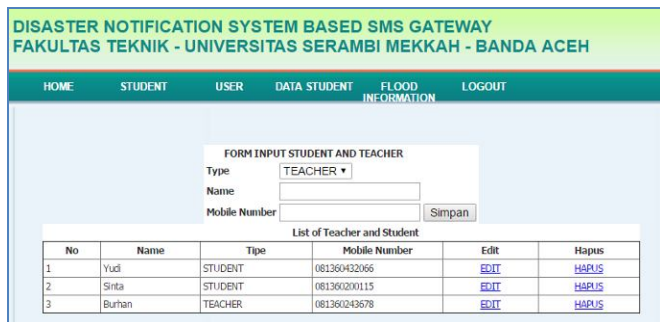 DISASTER NOTIFICATION SYSTEM BASED SMS GATEWAY
FAKULTAS TEKNIK - UNIVERSITAS SERAMBI MEKKAH - BANDA ACEH
HOME STUDENT USER DATA STUDENT FLOOD INFORMATION LOGOUT
FORM INPUT STUDENT AND TEACHER
Type TEACHER
Name
Mobile Number Simpan
List of Teacher and Student
No Name Tipe Mobile Number Edit Hapus
1 Yudi STUDENT 081360432066 EDIT HAPUS
2 Sinta STUDENT 081360200115 EDIT HAPUS
3 Burhan TEACHER 081360243678 EDIT HAPUS